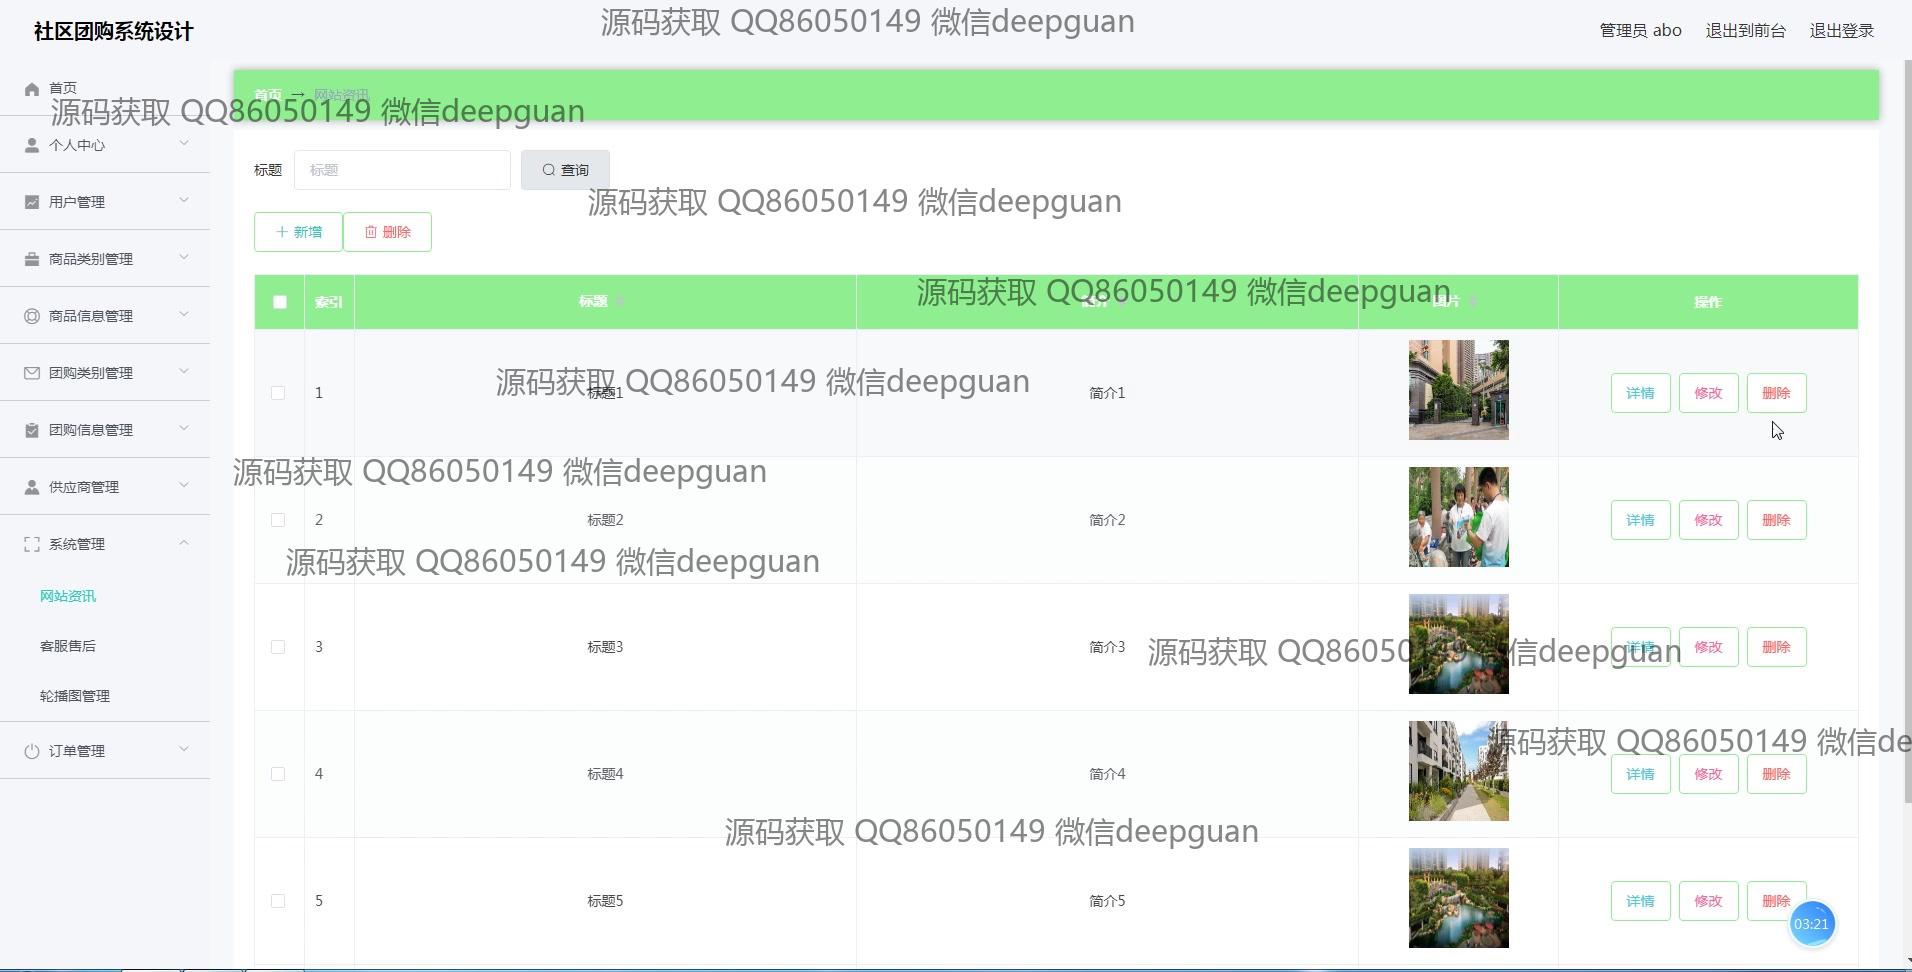 社区团购系统设计
源码获取 QQ86050149 微信deepguan
管理员 abo 退出到前台 退出登录
首页
首页 → 网站资讯
源码获取 QQ86050149 微信deepguan
个人中心
标题 标题 查询
用户管理
源码获取 QQ86050149 微信deepguan
新增 删除
商品类别管理
源码获取 QQ86050149 微信deepguan
索引 标题 图片 操作
商品信息管理
团购类别管理
源码获取 QQ86050149 微信deepguan
1 标题1 简介1 详情 修改 删除
团购信息管理
源码获取 QQ86050149 微信deepguan
供应商管理
2 标题2 简介2 详情 修改 删除
系统管理
源码获取 QQ86050149 微信deepguan
网站资讯
客服售后
3 标题3 简介3 详情 修改 删除
源码获取 QQ86050149 微信deepguan
轮播图管理
订单管理
源码获取 QQ86050149 微信de
4 标题4 简介4 详情 修改 删除
源码获取 QQ86050149 微信deepguan
5 标题5 简介5 详情 修改 删除
03:21